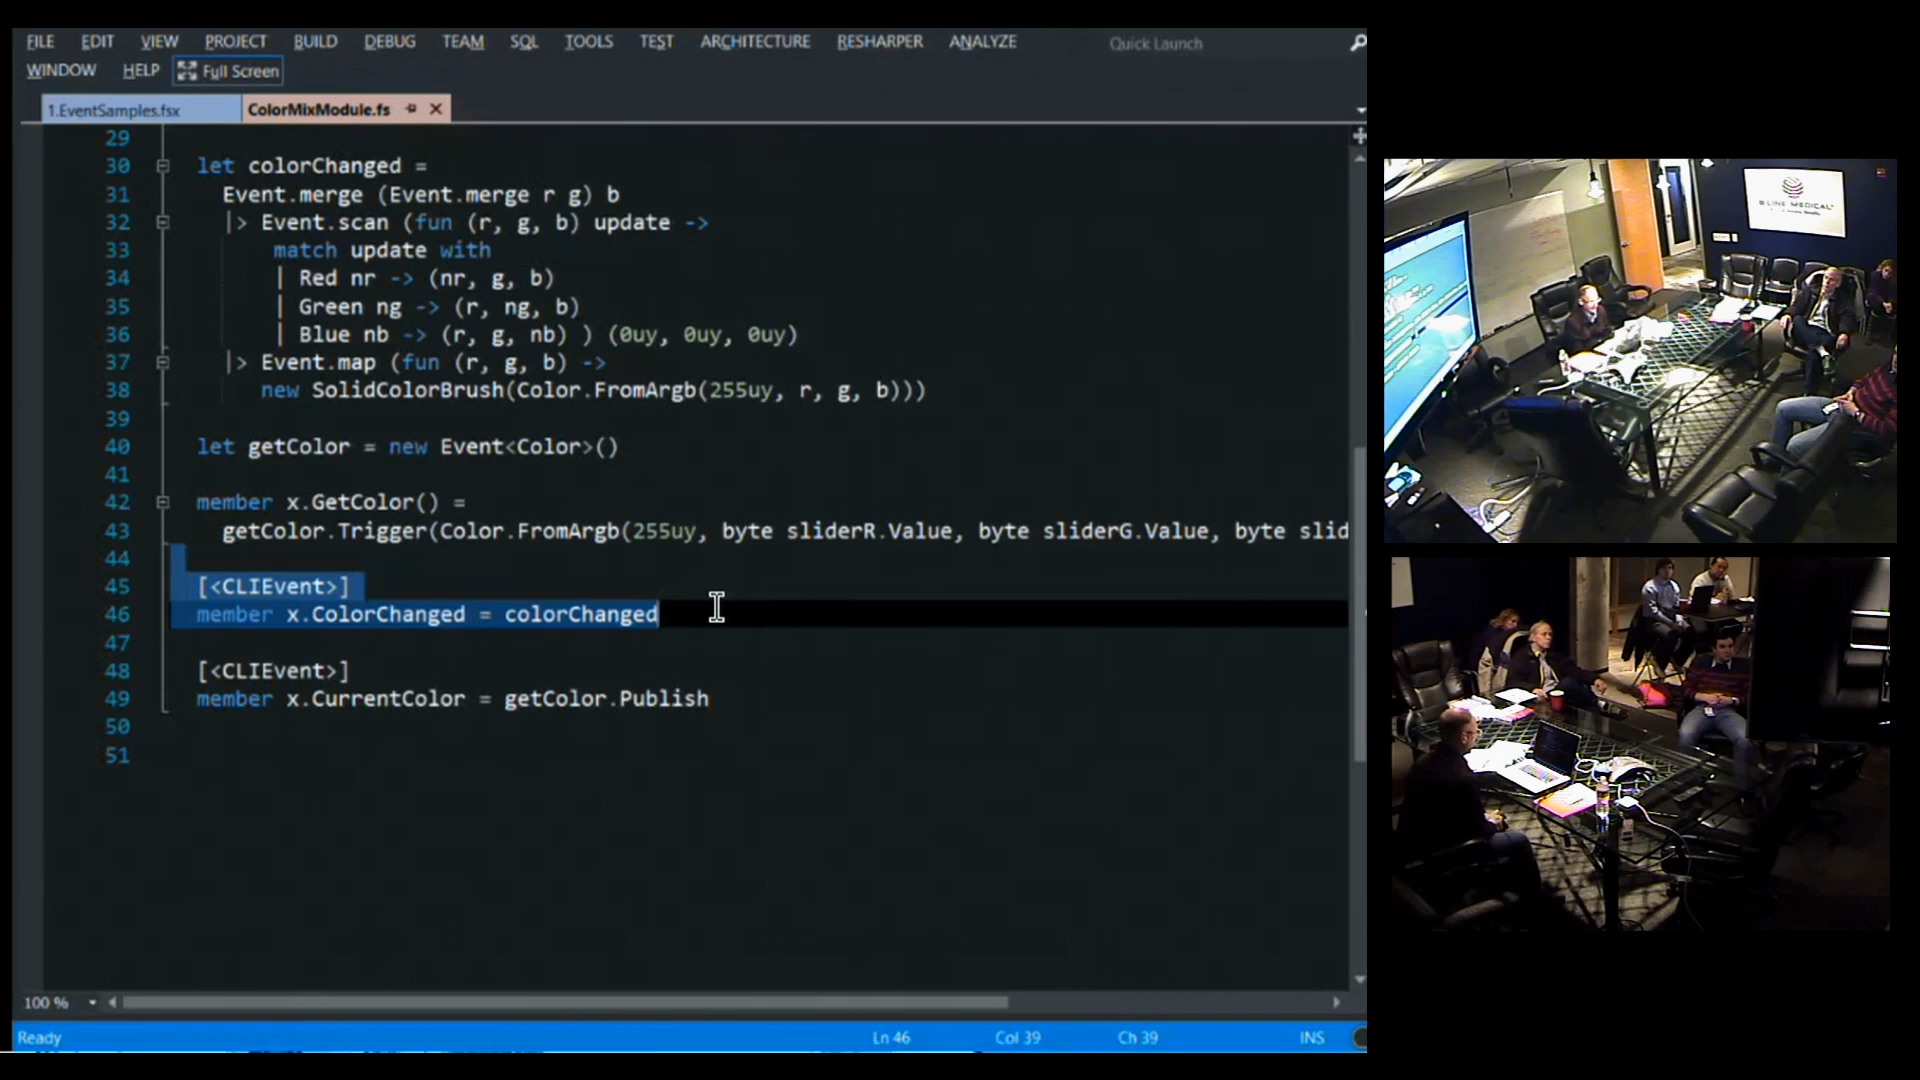 FILE EDIT VIEW PROJECT BUILD DEBUG TEAM SQL TOOLS TEST ARCHITECTURE RESHARPER ANALYZE Quick Launch
WINDOW HELP Full Screen
1.EventSamples.fsx ColorMixModule.fs
29
30 let colorChanged =
31 Event.merge (Event.merge r g) b
32 |> Event.scan (fun (r, g, b) update ->
33 match update with
34 | Red nr -> (nr, g, b)
35 | Green ng -> (r, ng, b)
36 | Blue nb -> (r, g, nb) ) (0uy, 0uy, 0uy)
37 |> Event.map (fun (r, g, b) ->
38 new SolidColorBrush(Color.FromArgb(255uy, r, g, b)))
39
40 let getColor = new Event<Color>()
41
42 member x.GetColor() =
43 getColor.Trigger(Color.FromArgb(255uy, byte sliderR.Value, byte sliderG.Value, byte slid
44
45 [<CLIEvent>]
46 member x.ColorChanged = colorChanged
47
48 [<CLIEvent>]
49 member x.CurrentColor = getColor.Publish
50
51
100 %
Ready Ln 46 Col 39 Ch 39 INS
B-LINE MEDICAL